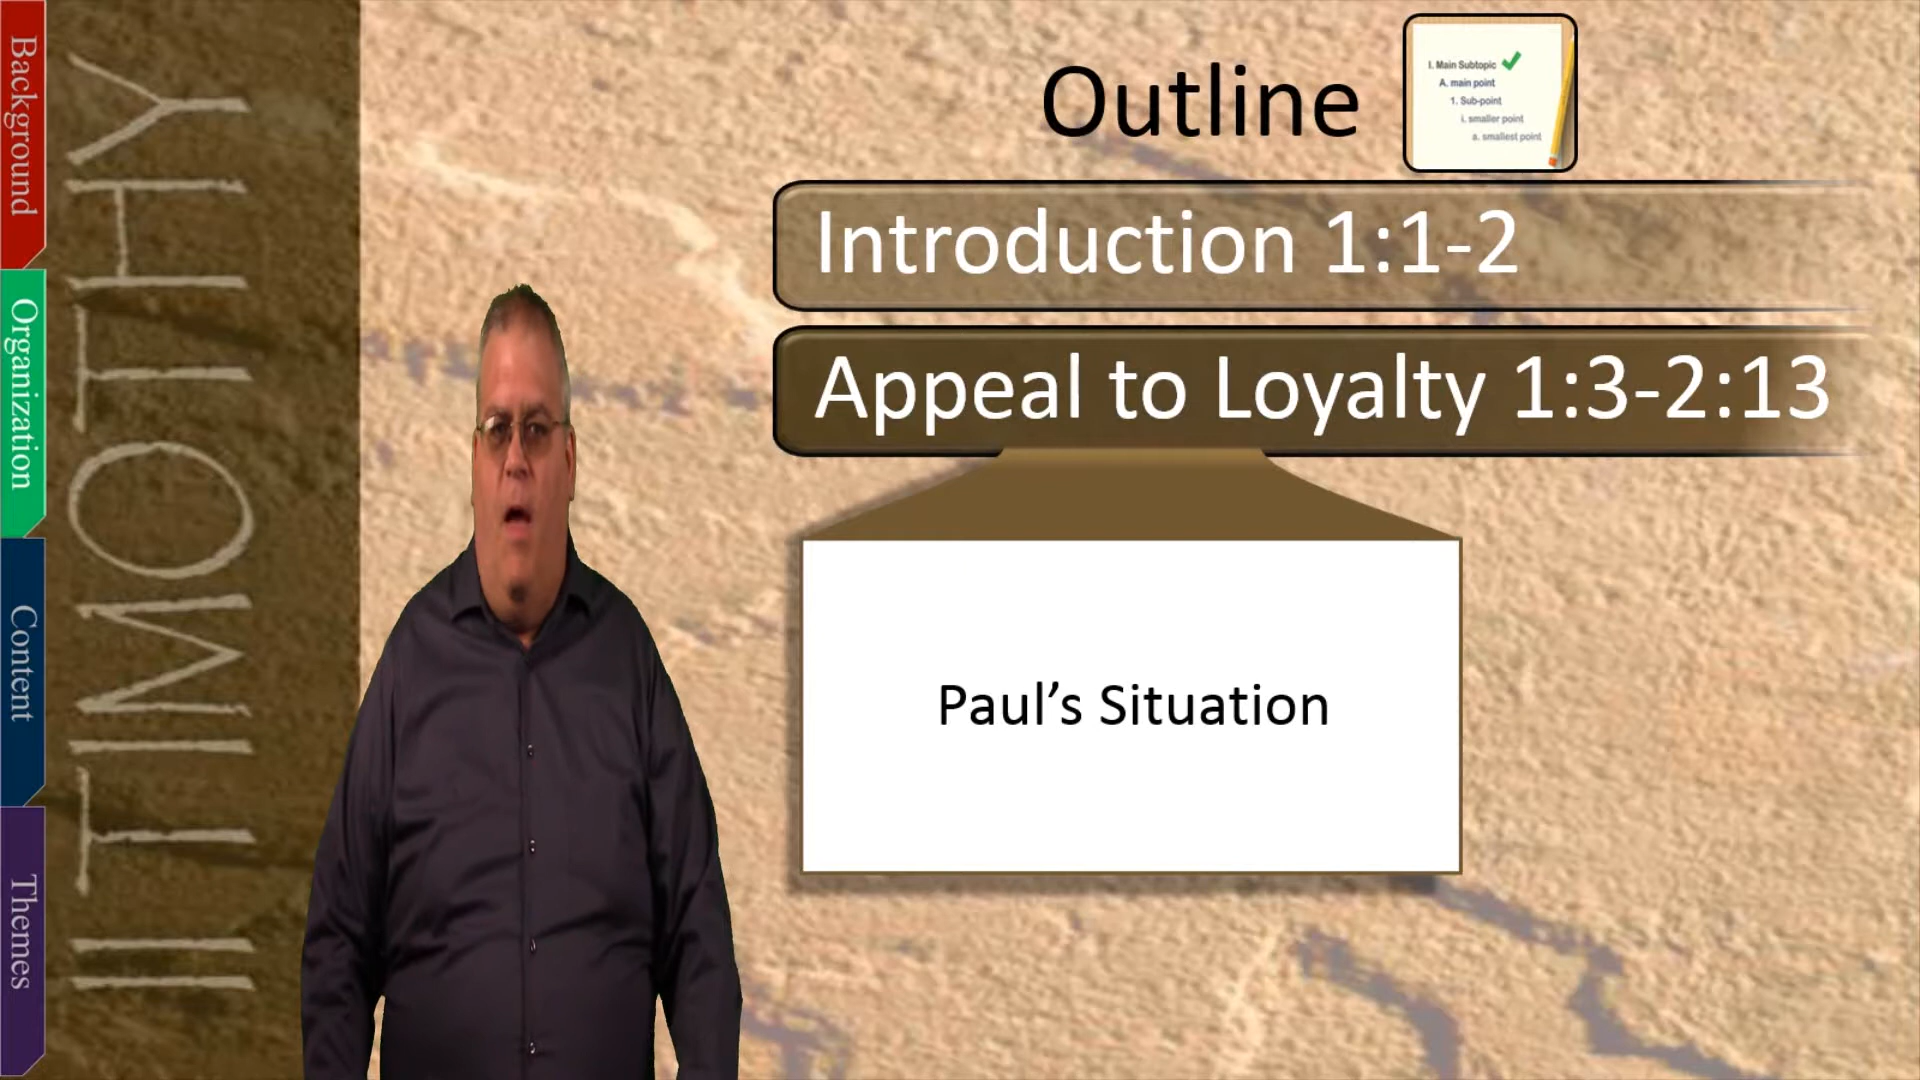 Background
Organization
Content
Themes
II TIMOTHY
Outline
I. Main Subtopic
A. main point
1. Sub-point
i. smaller point
a. smallest point
Introduction 1:1-2
Appeal to Loyalty 1:3-2:13
Paul’s Situation